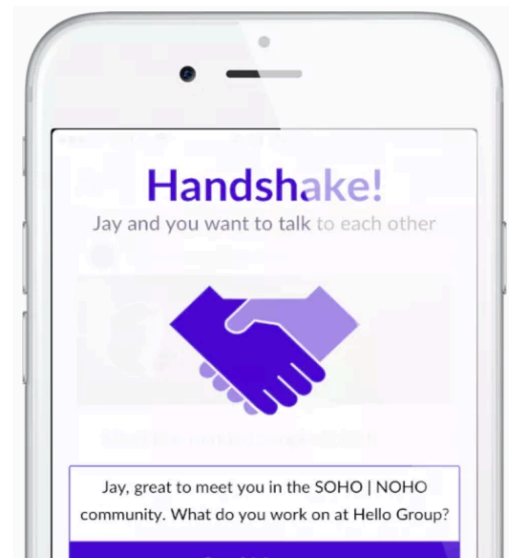 Handshake!
Jay and you want to talk to each other
Jay, great to meet you in the SOHO | NOHO
community. What do you work on at Hello Group?